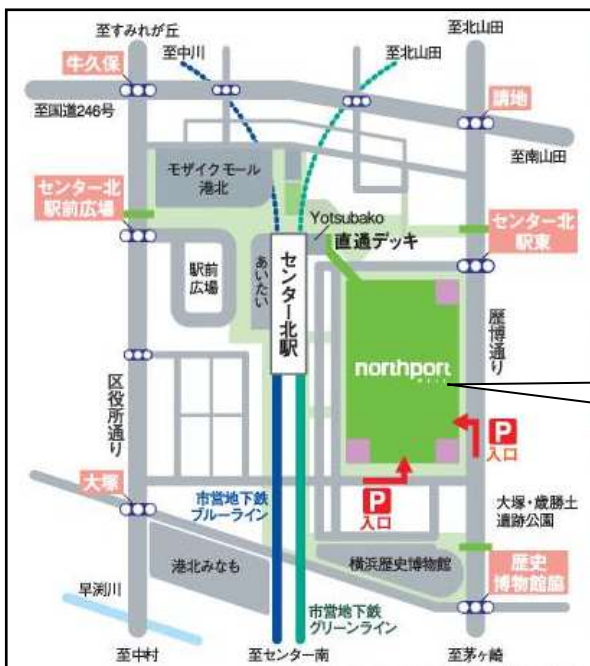 至すみれが丘
至中川
至北山田
至北山田
牛久保
請地
至国道246号
至南山田
モザイクモール
港北
センター北
駅前広場
Yotsubako
直通デッキ
センター北
駅東
駅前
広場
あいたい
センター北駅
歴博通り
northport
MALL
区役所通り
P
入口
P
入口
大塚
市営地下鉄
ブルーライン
大塚・歳勝土
遺跡公園
港北みなも
横浜歴史博物館
歴史
博物館脇
早渕川
市営地下鉄
グリーンライン
至中村
至センター南
至茅ヶ崎